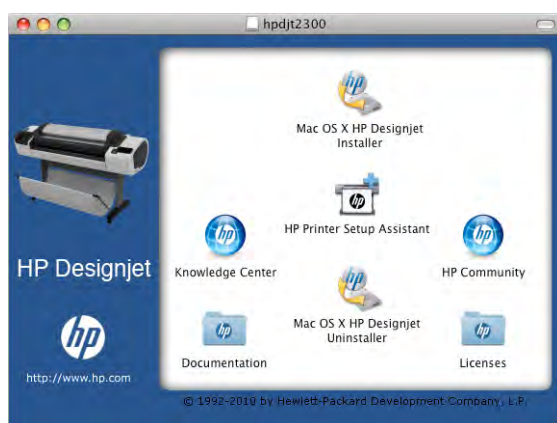 hpdjt2300
Mac OS X HP Designjet
Installer
HP Printer Setup Assistant
Knowledge Center
HP Community
Mac OS X HP Designjet
Uninstaller
Documentation
Licenses
HP Designjet
hp
http://www.hp.com
© 1992-2010 by Hewlett-Packard Development Company, L.P.